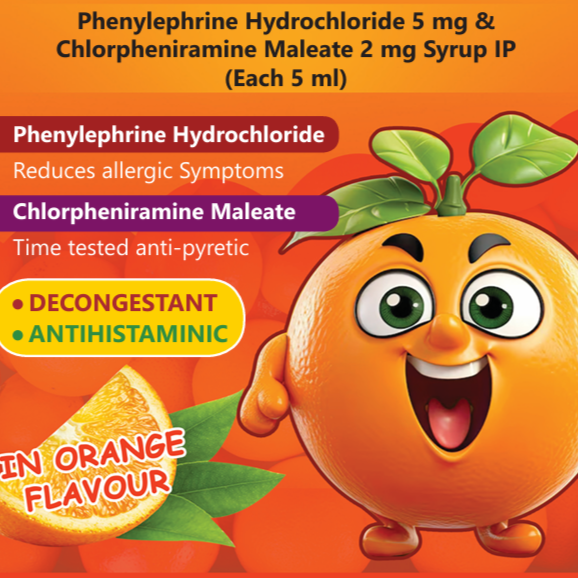 Phenylephrine Hydrochloride 5 mg &
Chlorpheniramine Maleate 2 mg Syrup IP
(Each 5 ml)
Phenylephrine Hydrochloride
Reduces allergic Symptoms
Chlorpheniramine Maleate
Time tested anti-pyretic
• DECONGESTANT
• ANTIHISTAMINIC
IN ORANGE
FLAVOUR